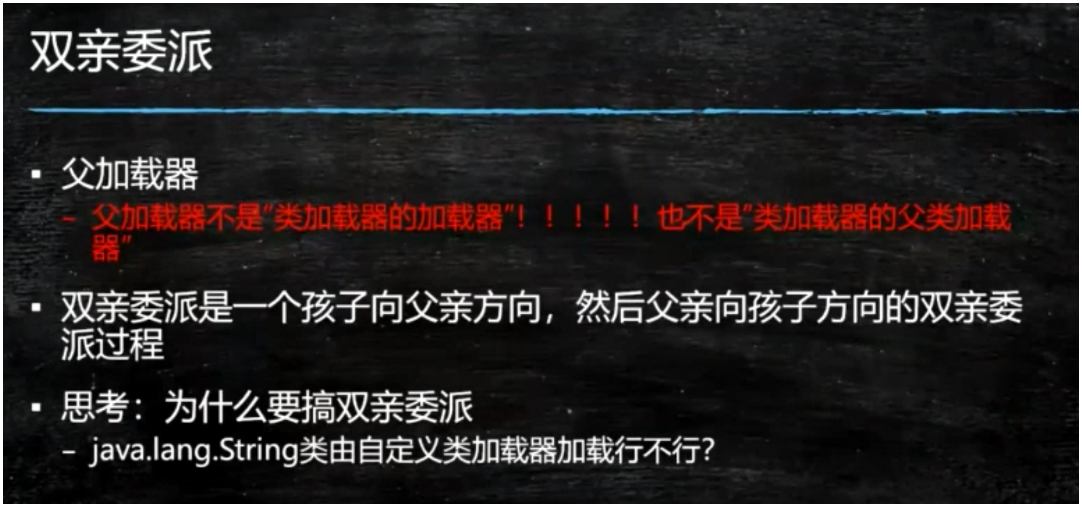 双亲委派
▪ 父加载器
– 父加载器不是"类加载器的加载器"！！！！！也不是"类加载器的父类加载
器"
▪ 双亲委派是一个孩子向父亲方向，然后父亲向孩子方向的双亲委
派过程
▪ 思考：为什么要搞双亲委派
– java.lang.String类由自定义类加载器加载行不行？